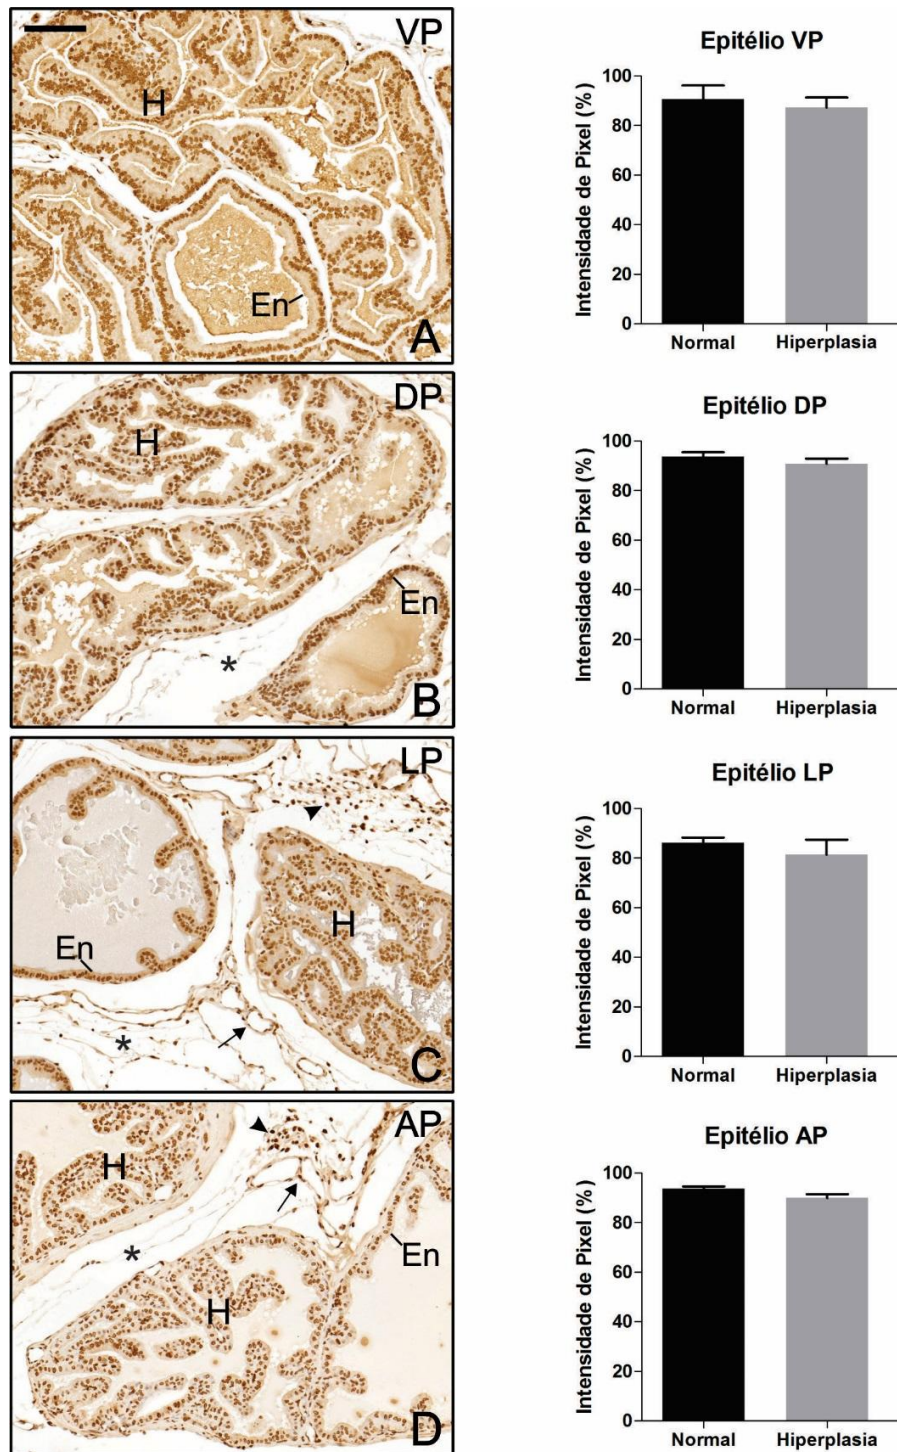 VP
H
En
A
Epitélio VP
Intensidade de Pixel (%)
100
80
60
40
20
0
Normal Hiperplasia
DP
H
En
*
B
Epitélio DP
Intensidade de Pixel (%)
100
80
60
40
20
0
Normal Hiperplasia
LP
H
En
*
C
Epitélio LP
Intensidade de Pixel (%)
100
80
60
40
20
0
Normal Hiperplasia
AP
H
En
*
H
D
Epitélio AP
Intensidade de Pixel (%)
100
80
60
40
20
0
Normal Hiperplasia